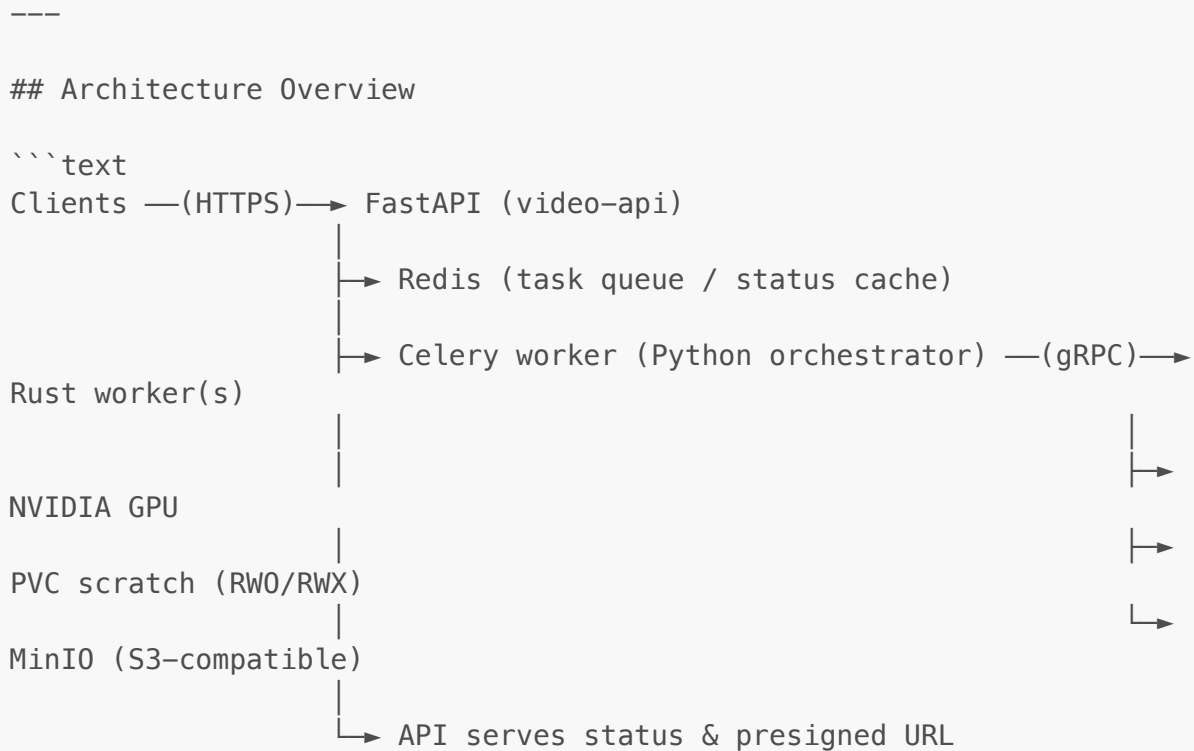 ---
## Architecture Overview
```text
Clients ──(HTTPS)──► FastAPI (video-api)
                   │
                   ├─► Redis (task queue / status cache)
                   │
                   ├─► Celery worker (Python orchestrator) ──(gRPC)──►
Rust worker(s)
                   │                                              │
                   │                                              ├─►
NVIDIA GPU
                   │                                              ├─►
PVC scratch (RWO/RWX)
                   │                                              └─►
MinIO (S3-compatible)
                   │
                   └─► API serves status & presigned URL